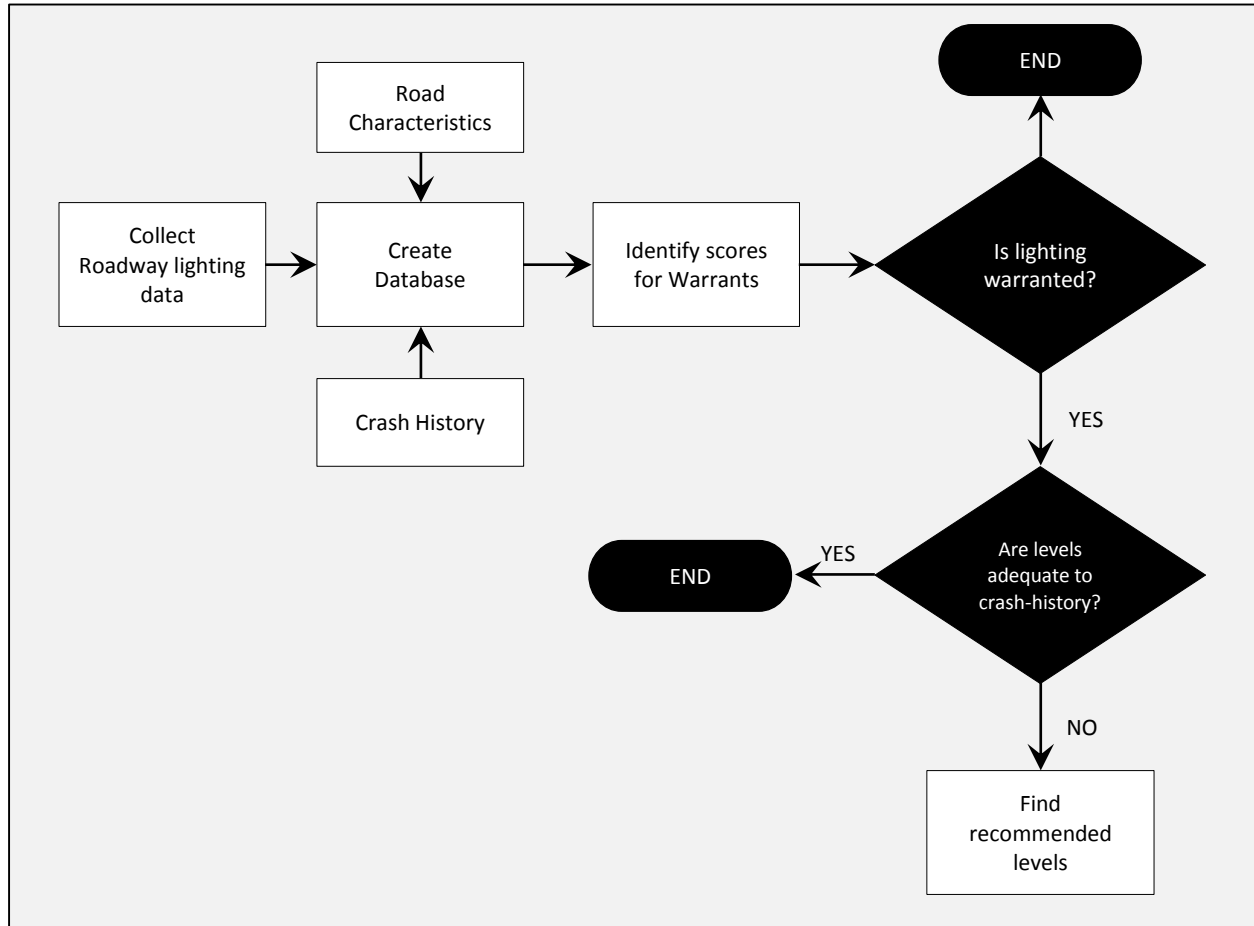 END
Road
Characteristics
Collect
Roadway lighting
data
Create
Database
Identify scores
for Warrants
Is lighting
warranted?
Crash History
YES
Are levels
adequate to
crash-history?
YES
END
NO
Find
recommended
levels